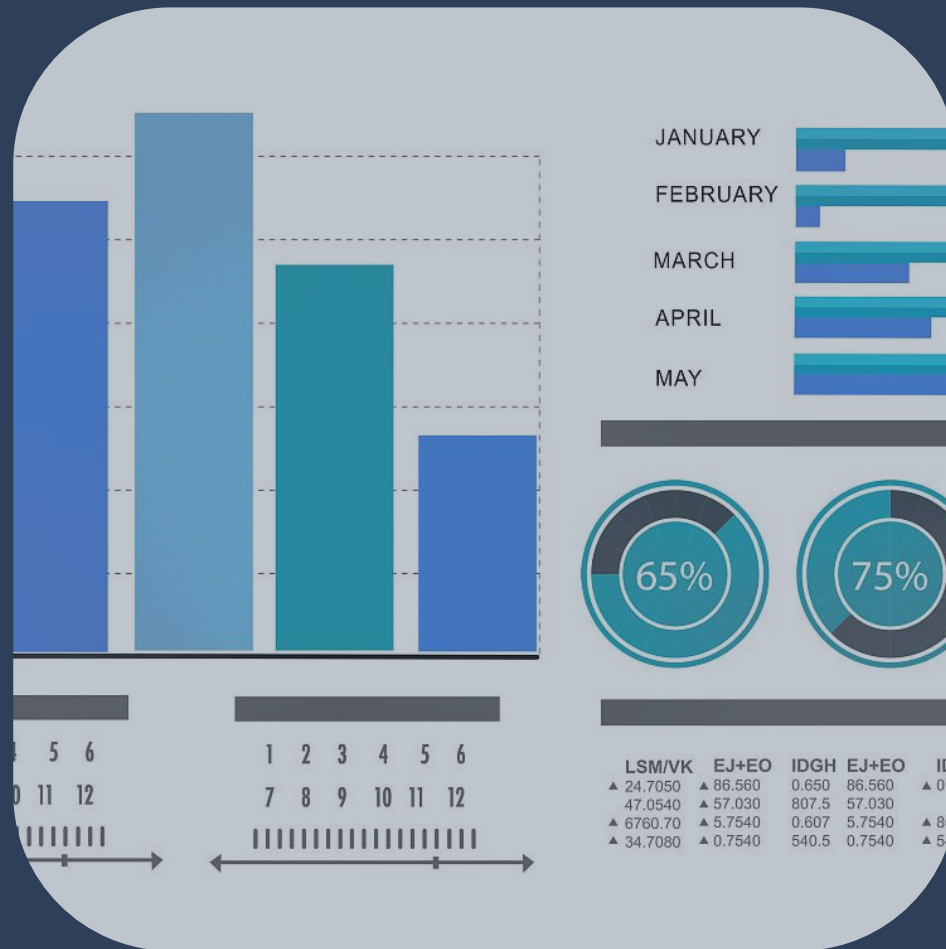 JANUARY
FEBRUARY
MARCH
APRIL
MAY
65%
75%
5 6
11 12
1 2 3 4 5 6
7 8 9 10 11 12
LSM/VK EJ+EO IDGH EJ+EO
▲ 24.7050 ▲ 86.560 0.650 86.560 ▲ 0
47.0540 ▲ 57.030 807.5 57.030
▲ 6760.70 ▲ 5.7540 0.607 5.7540 ▲ 8
▲ 34.7080 ▲ 0.7540 540.5 0.7540 ▲ 5